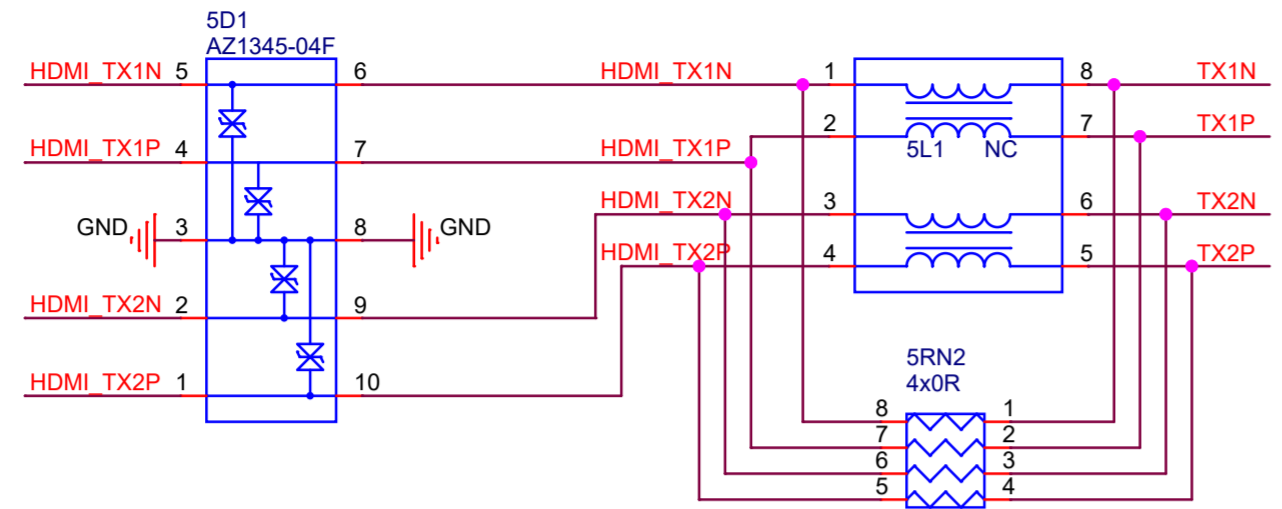 5D1
AZ1345-04F
HDMI_TX1N 5 6 HDMI_TX1N 1 8 TX1N
2 7 TX1P
HDMI_TX1P 4 7 HDMI_TX1P 5L1 NC
HDMI_TX2N 3 6 TX2N
GND 3 8 GND
HDMI_TX2P 4 5 TX2P
HDMI_TX2N 2 9
5RN2
HDMI_TX2P 1 10 4x0R
8 1
7 2
6 3
5 4